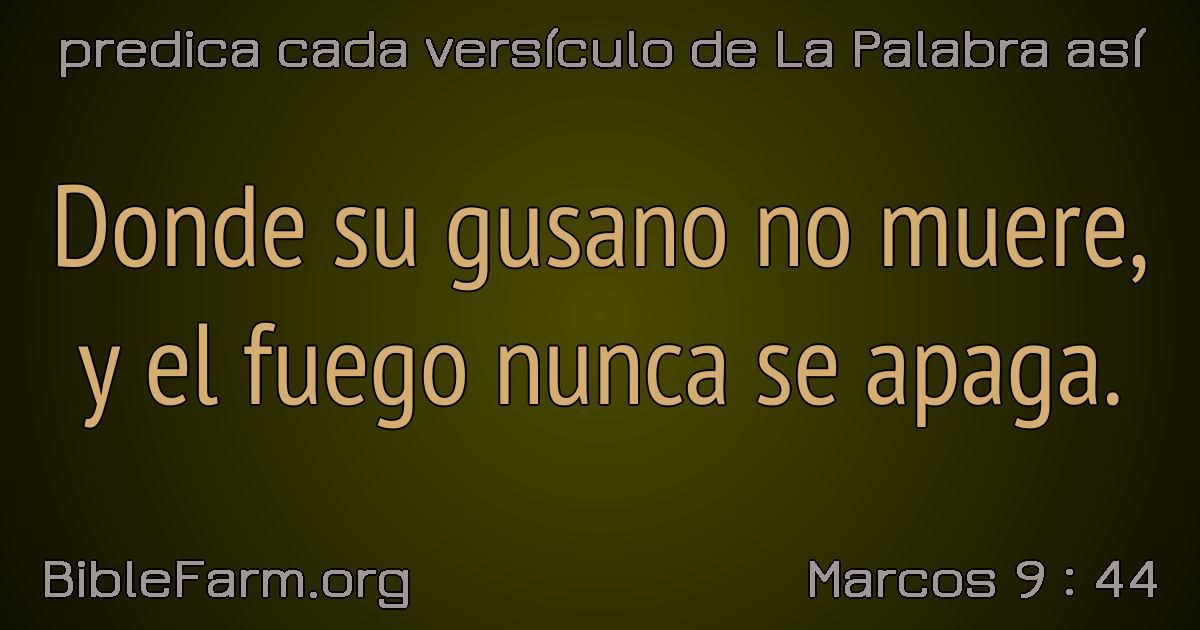 predica cada versículo de La Palabra así
Donde su gusano no muere,
y el fuego nunca se apaga.
BibleFarm.org
Marcos 9 : 44